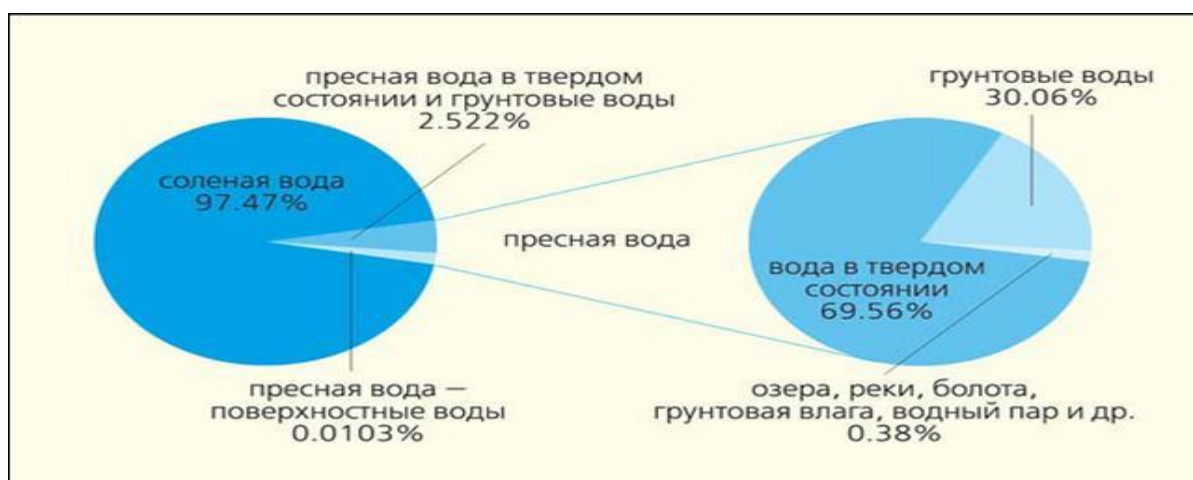 пресная вода в твердом
состоянии и грунтовые воды
2.522%
соленая вода
97.47%
пресная вода —
поверхностные воды
0.0103%
пресная вода
грунтовые воды
30.06%
вода в твердом
состоянии
69.56%
озера, реки, болота,
грунтовая влага, водный пар и др.
0.38%